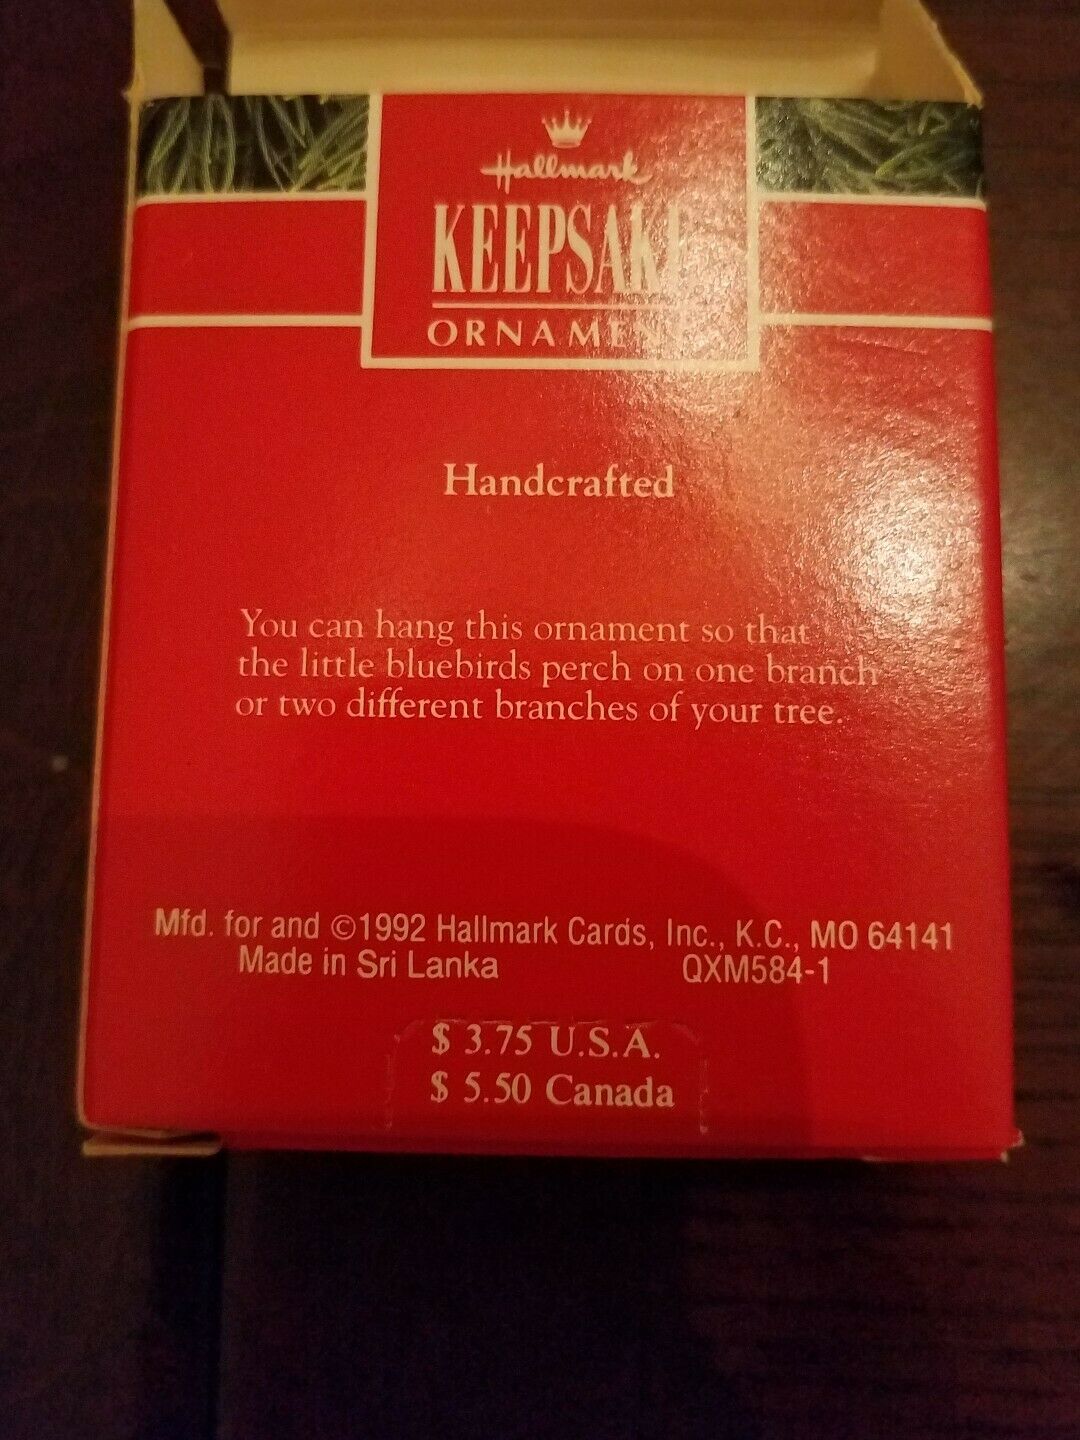 Hallmark
KEEPSAKE
ORNAMENT
Handcrafted
You can hang this ornament so that
the little bluebirds perch on one branch
or two different branches of your tree.
Mfd. for and ©1992 Hallmark Cards, Inc., K.C., MO 64141
Made in Sri Lanka QXM584-1
$ 3.75 U.S.A.
$ 5.50 Canada